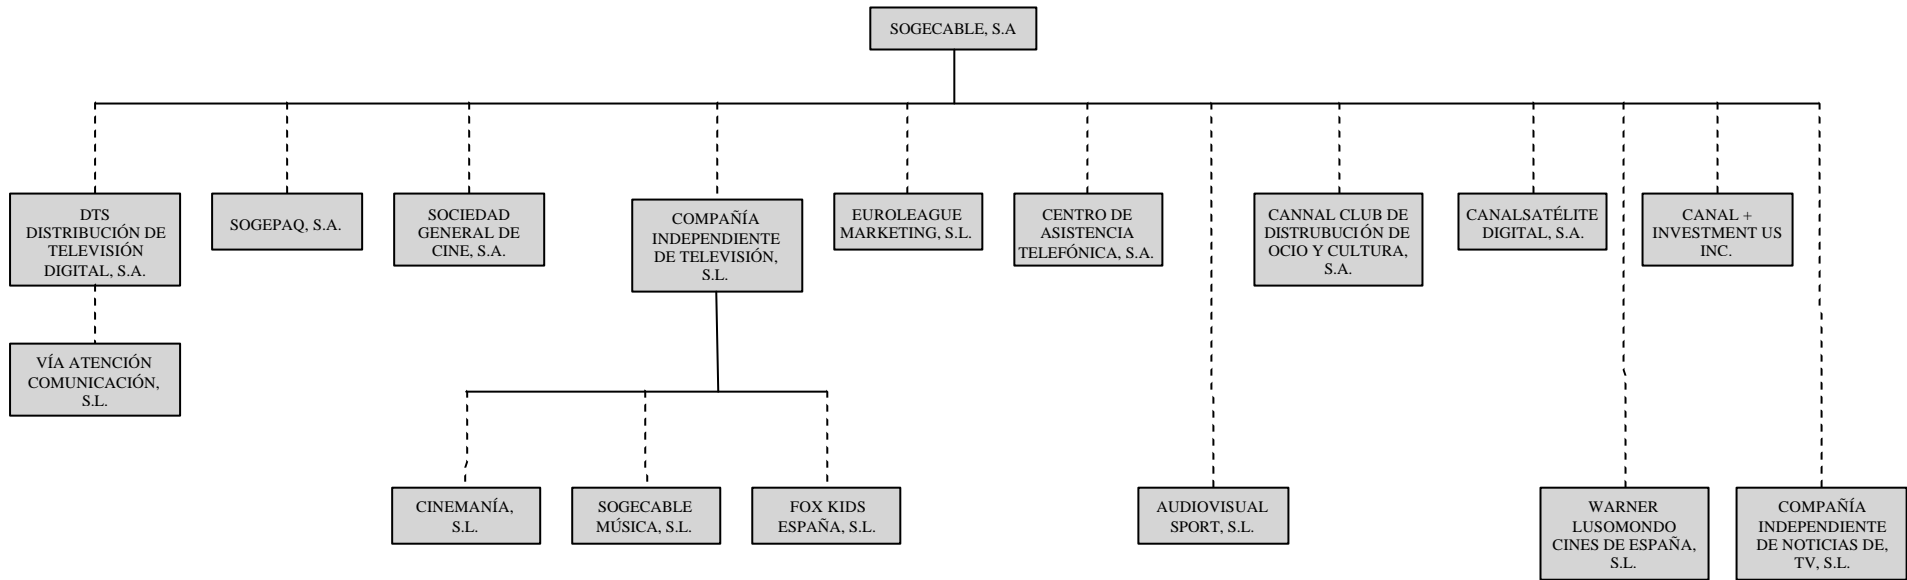 SOGECABLE, S.A
DTS
DISTRIBUCIÓN DE
TELEVISIÓN
DIGITAL, S.A.
SOGEPAQ, S.A.
SOCIEDAD
GENERAL DE
CINE, S.A.
COMPAÑÍA
INDEPENDIENTE
DE TELEVISIÓN,
S.L.
EUROLEAGUE
MARKETING, S.L.
CENTRO DE
ASISTENCIA
TELEFÓNICA, S.A.
CANNAL CLUB DE
DISTRUBUCIÓN DE
OCIO Y CULTURA,
S.A.
CANALSATÉLITE
DIGITAL, S.A.
CANAL +
INVESTMENT US
INC.
VÍA ATENCIÓN
COMUNICACIÓN,
S.L.
CINEMANÍA,
S.L.
SOGECABLE
MÚSICA, S.L.
FOX KIDS
ESPAÑA, S.L.
AUDIOVISUAL
SPORT, S.L.
WARNER
LUSOMONDO
CINES DE ESPAÑA,
S.L.
COMPAÑÍA
INDEPENDIENTE
DE NOTICIAS DE,
TV, S.L.